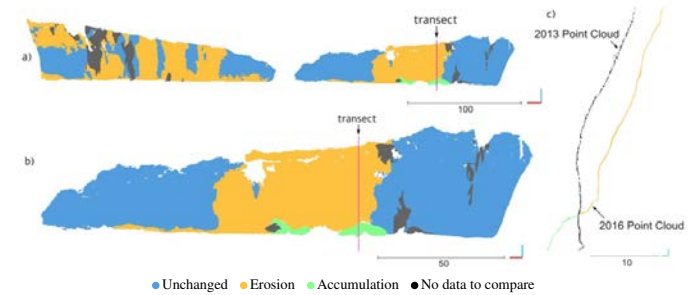 transect
c)
2013 Point Cloud
a)
100
transect
b)
2016 Point Cloud
50
10
Unchanged Erosion Accumulation No data to compare